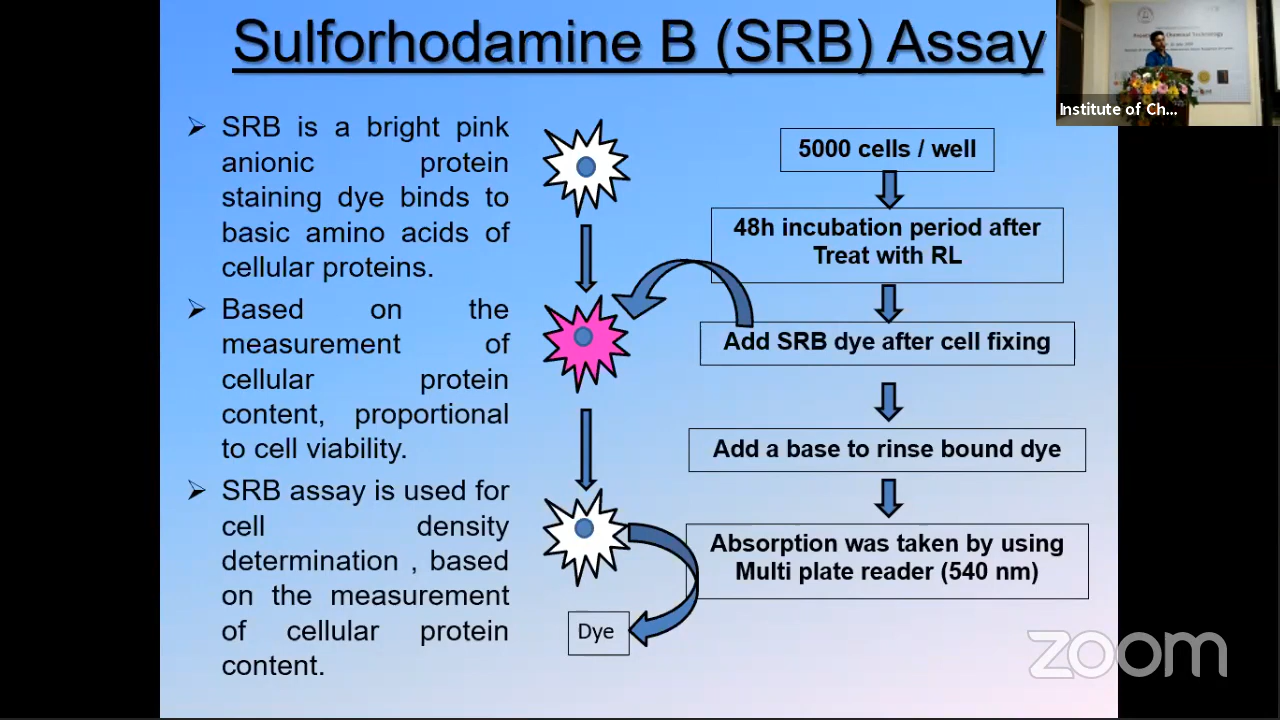 Sulforhodamine B (SRB) Assay
Institute of Ch...
➢ SRB is a bright pink
anionic protein
staining dye binds to
basic amino acids of
cellular proteins.
➢ Based on the
measurement of
cellular protein
content, proportional
to cell viability.
➢ SRB assay is used for
cell density
determination , based
on the measurement
of cellular protein
content.
Dye
5000 cells / well
48h incubation period after
Treat with RL
Add SRB dye after cell fixing
Add a base to rinse bound dye
Absorption was taken by using
Multi plate reader (540 nm)
zoom